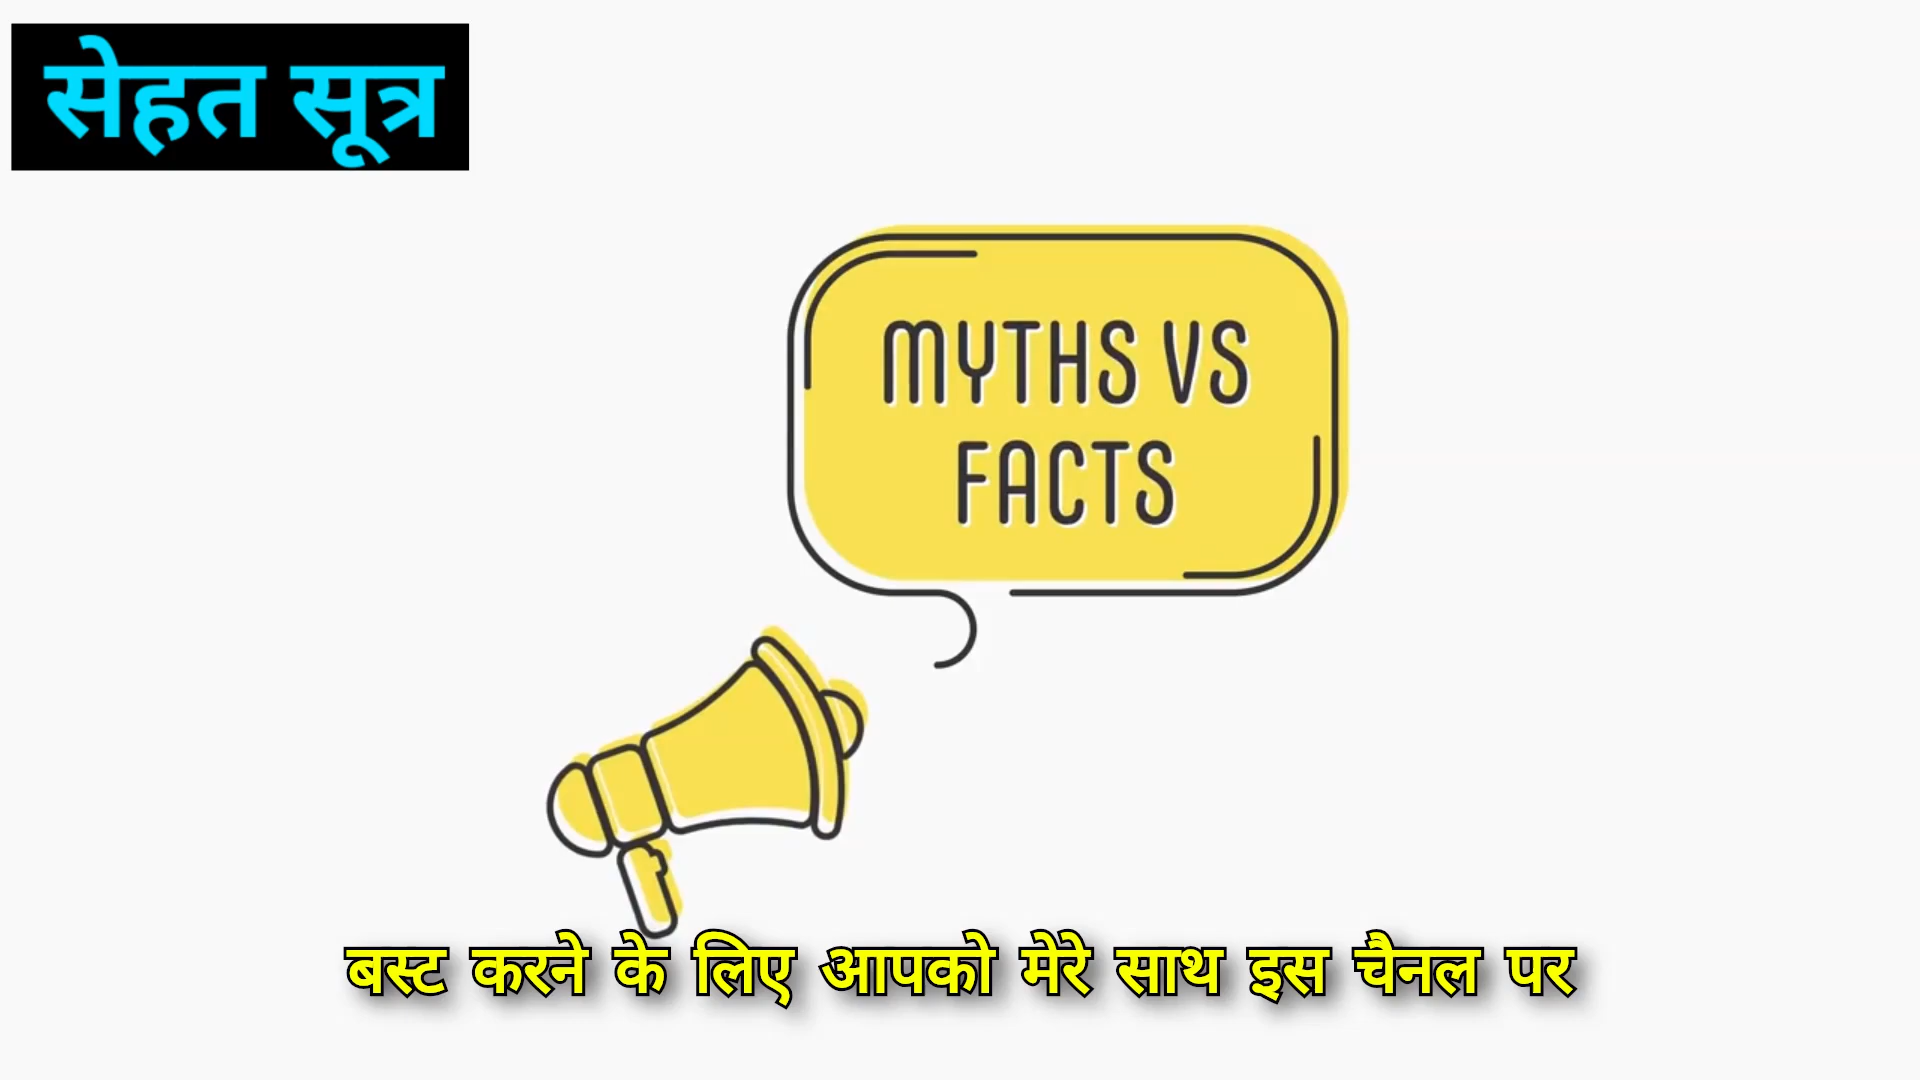 सेहत सूत्र
MYTHS VS
FACTS
बस्ट करने के लिए आपको मेरे साथ इस चैनल पर